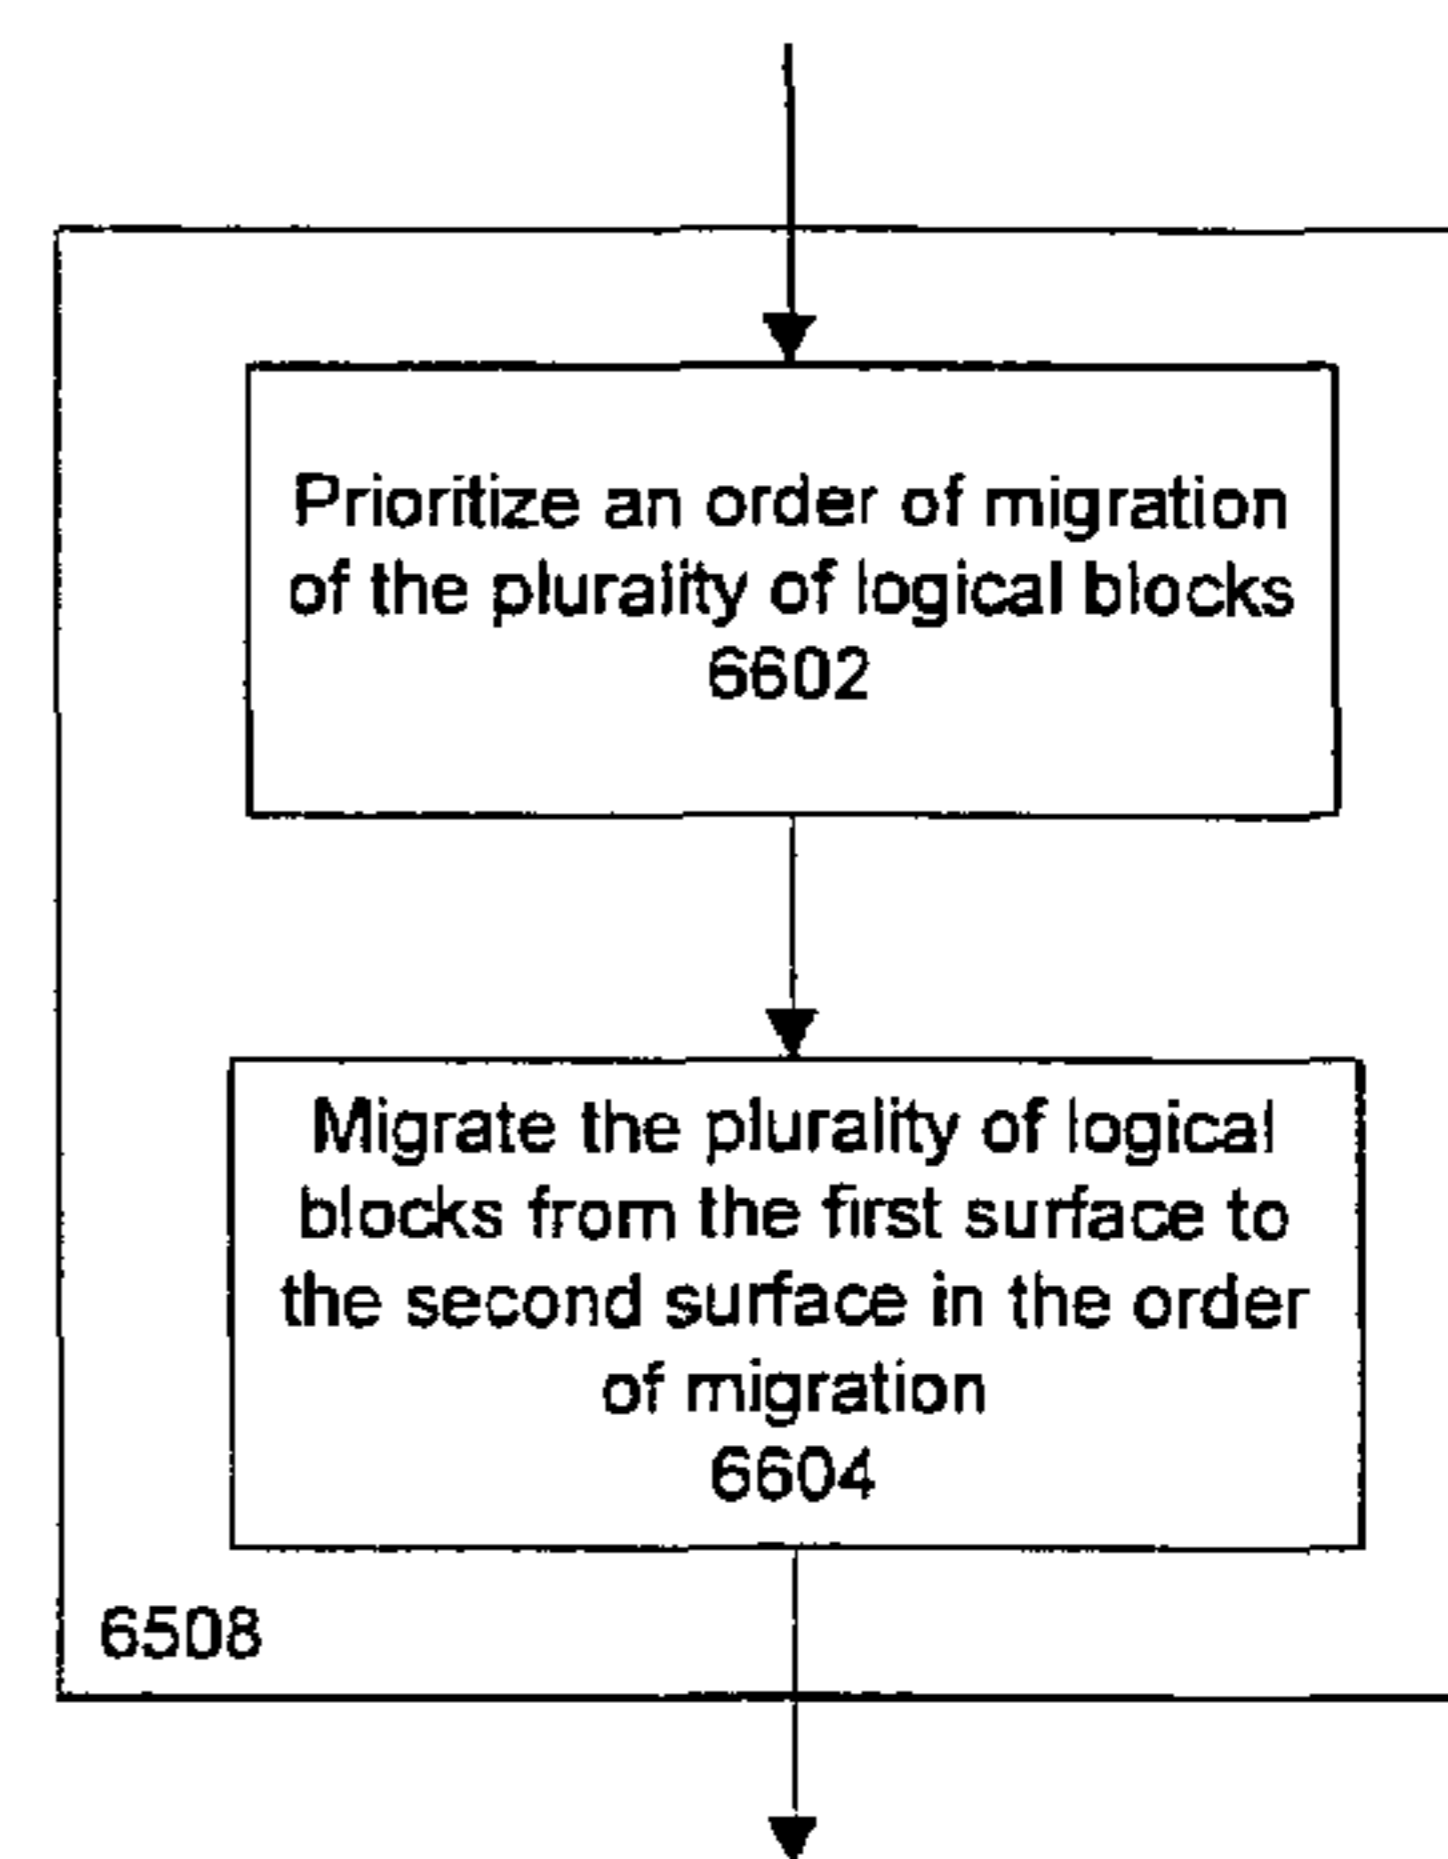 Prioritize an order of migration
of the plurality of logical blocks
6602
Migrate the plurality of logical
blocks from the first surface to
the second surface in the order
of migration
6604
6508